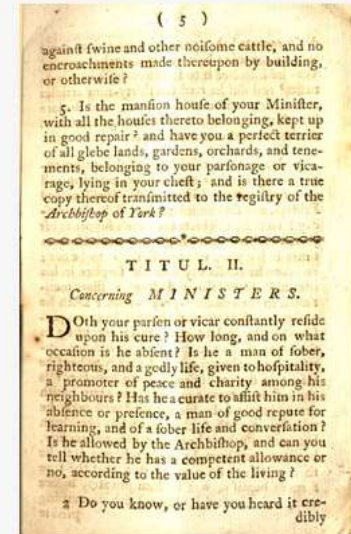 ( 5 )
againſt ſwine and other noiſome cattle, and no
encroachments made thereupon by building,
or otherwiſe ?
5. Is the manſion houſe of your Miniſter,
with all the houſes thereto belonging, kept up
in good repair ? and have you a perfect terrier
of all glebe lands, gardens, orchards, and tene-
ments, belonging to your parſonage or vica-
rage, lying in your cheſt ; and is there a true
copy thereof tranſmitted to the regiſtry of the
Archbiſhop of York ?
TITUL. II.
Concerning MINISTERS.
DOth your parſon or vicar conſtantly reſide
upon his cure ? How long, and on what
occaſion is he abſent ? Is he a man of ſober,
righteous, and a godly life, given to hoſpitality,
a promoter of peace and charity among his
neighbours ? Has he a curate to aſſiſt him in his
abſence or preſence, a man of good repute for
learning, and of a ſober life and converſation ?
Is he allowed by the Archbiſhop, and can you
tell whether he has a competent allowance or
no, according to the value of the living ?
2 Do you know, or have you heard it cre-
dibly